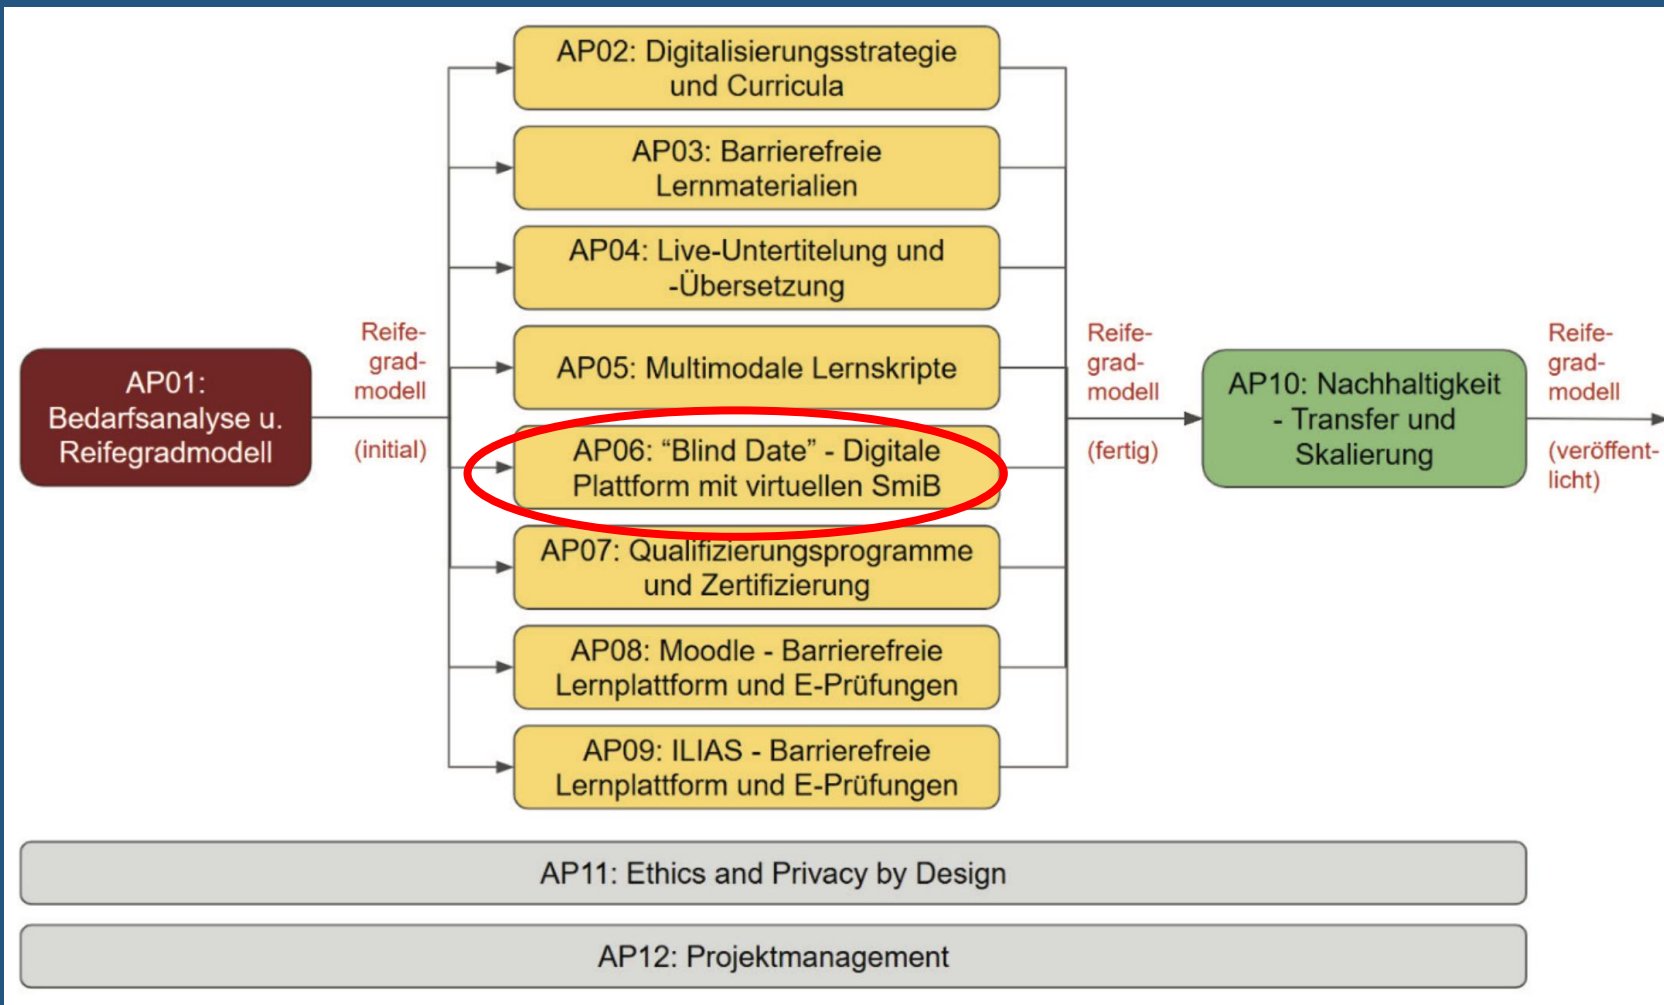 AP01:
Bedarfsanalyse u.
Reifegradmodell
Reife-
grad-
modell
(initial)
AP02: Digitalisierungsstrategie
und Curricula
AP03: Barrierefreie
Lernmaterialien
AP04: Live-Untertitelung und
-Übersetzung
AP05: Multimodale Lernskripte
AP06: “Blind Date” - Digitale
Plattform mit virtuellen SmiB
AP07: Qualifizierungsprogramme
und Zertifizierung
AP08: Moodle - Barrierefreie
Lernplattform und E-Prüfungen
AP09: ILIAS - Barrierefreie
Lernplattform und E-Prüfungen
Reife-
grad-
modell
(fertig)
AP10: Nachhaltigkeit
- Transfer und
Skalierung
Reife-
grad-
modell
(veröffent-
licht)
AP11: Ethics and Privacy by Design
AP12: Projektmanagement